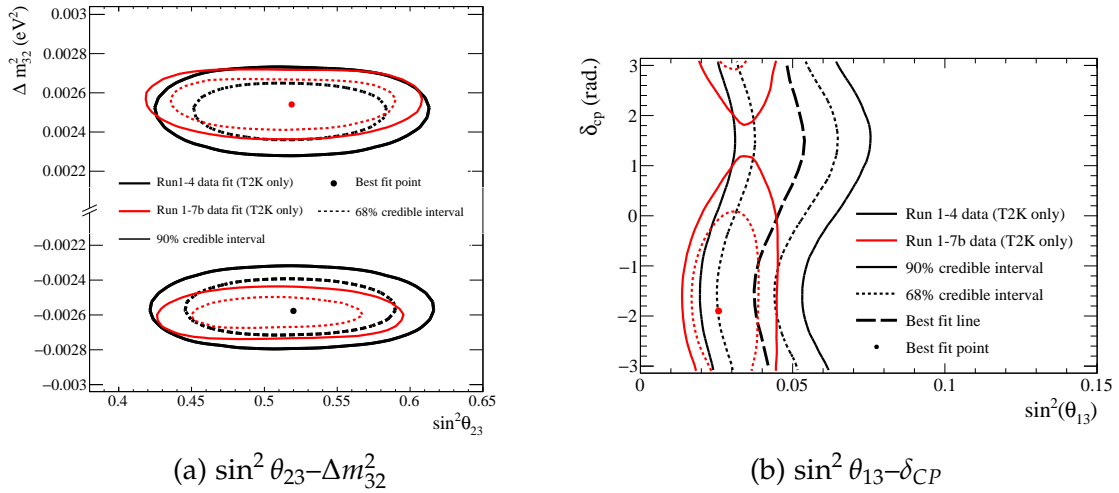 Δ m²₃₂ (eV²)
0.003
0.0028
0.0026
0.0024
0.0022
Run1-4 data fit (T2K only)
Best fit point
Run 1-7b data fit (T2K only)
68% credible interval
90% credible interval
−0.0022
−0.0024
−0.0026
−0.0028
−0.003
0.4 0.45 0.5 0.55 0.6 0.65
sin²θ₂₃
(a) sin² θ₂₃–Δm²₃₂
δcp (rad.)
3
2
1
0
−1
−2
−3
Run 1-4 data (T2K only)
Run 1-7b data (T2K only)
90% credible interval
68% credible interval
Best fit line
Best fit point
0 0.05 0.1 0.15
sin²(θ₁₃)
(b) sin² θ₁₃–δCP